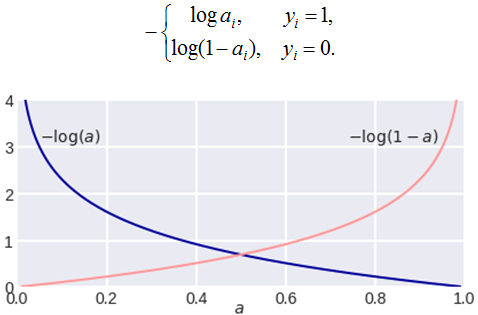 −{ log aᵢ, yᵢ = 1,
log(1−aᵢ), yᵢ = 0.
4
−log(a) −log(1 − a)
3
2
1
0
0.0 0.2 0.4 0.6 0.8 1.0
a